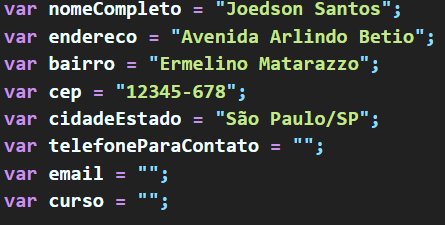 var nomeCompleto = "Joedson Santos";
var endereco = "Avenida Arlindo Betio";
var bairro = "Ermelino Matarazzo";
var cep = "12345-678";
var cidadeEstado = "São Paulo/SP";
var telefoneParaContato = "";
var email = "";
var curso = "";